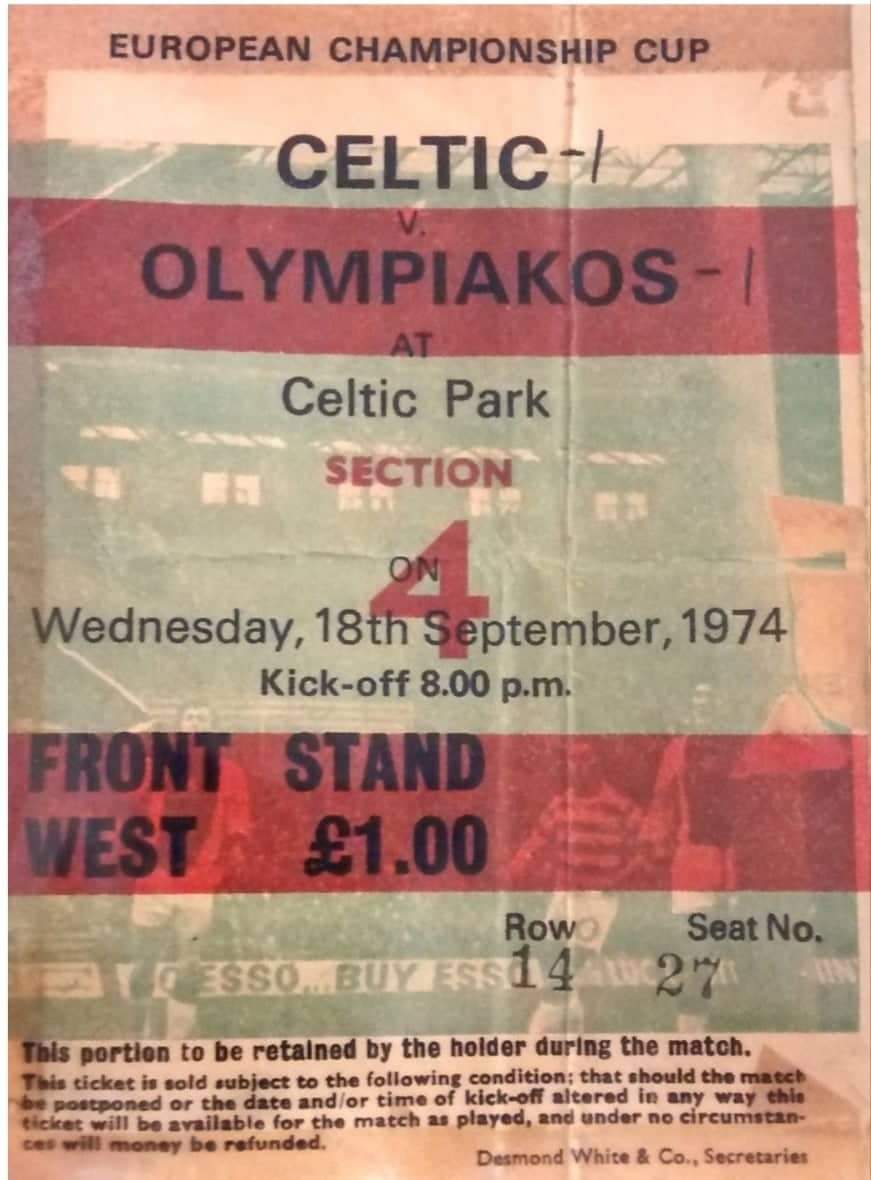 EUROPEAN CHAMPIONSHIP CUP
CELTIC -1
V.
OLYMPIAKOS -1
AT
Celtic Park
SECTION
4
ON
Wednesday, 18th September, 1974
Kick-off 8.00 p.m.
FRONT STAND
WEST £1.00
Row Seat No.
14 27
ESSO... BUY ESSO
This portion to be retained by the holder during the match.
This ticket is sold subject to the following condition; that should the match
be postponed or the date and/or time of kick-off altered in any way this
ticket will be available for the match as played, and under no circumstan-
ces will money be refunded.
Desmond White & Co., Secretaries